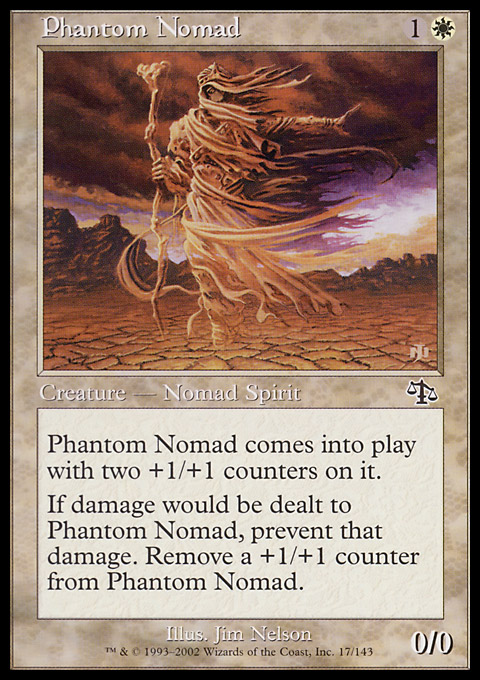 Phantom Nomad 1
Creature — Nomad Spirit
Phantom Nomad comes into play
with two +1/+1 counters on it.
If damage would be dealt to
Phantom Nomad, prevent that
damage. Remove a +1/+1 counter
from Phantom Nomad.
Illus. Jim Nelson
™ & © 1993–2002 Wizards of the Coast, Inc. 17/143
0/0